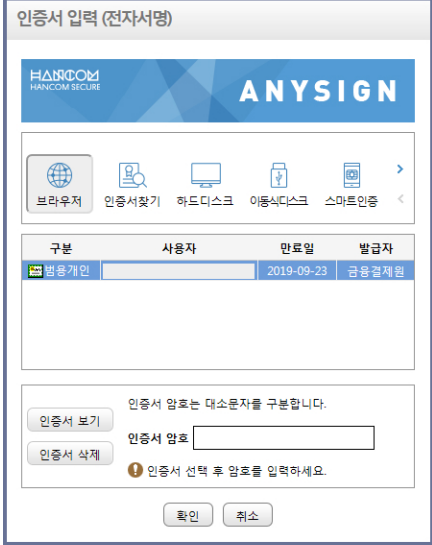 인증서 입력 (전자서명)
HANCOM
HANCOM SECURE
ANYSIGN
브라우저 인증서찾기 하드디스크 이동식디스크 스마트인증
구분 사용자 만료일 발급자
범용개인 2019-09-23 금융결제원
인증서 보기
인증서 삭제
인증서 암호는 대소문자를 구분합니다.
인증서 암호
인증서 선택 후 암호를 입력하세요.
확인 취소